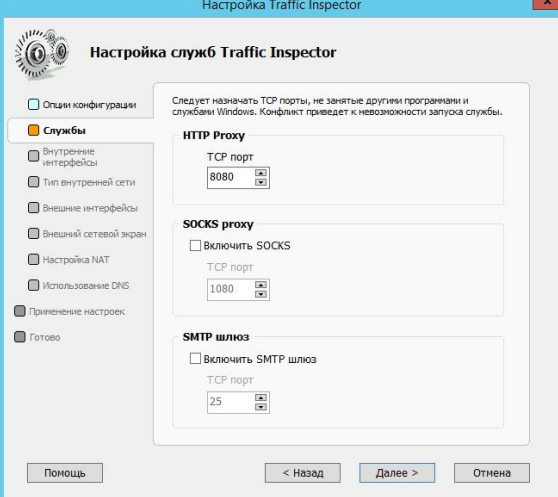 Настройка Traffic Inspector
x
Настройка служб Traffic Inspector
Опции конфигурации
Службы
Внутренние
интерфейсы
Тип внутренней сети
Внешние интерфейсы
Внешний сетевой экран
Настройка NAT
Использование DNS
Применение настроек
Готово
Следует назначать TCP порты, не занятые другими программами и
службами Windows. Конфликт приведет к невозможности запуска службы.
HTTP Proxy
TCP порт
8080
SOCKS proxy
Включить SOCKS
TCP порт
1080
SMTP шлюз
Включить SMTP шлюз
TCP порт
25
Помощь
< Назад
Далее >
Отмена